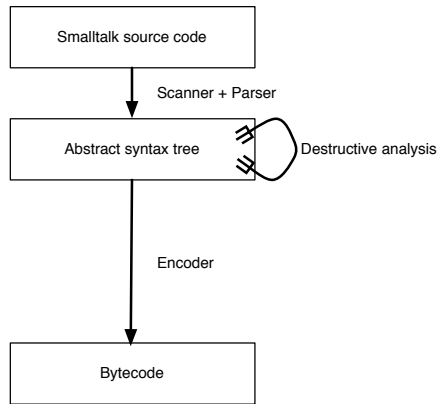 Smalltalk source code
Scanner + Parser
Abstract syntax tree
Destructive analysis
Encoder
Bytecode